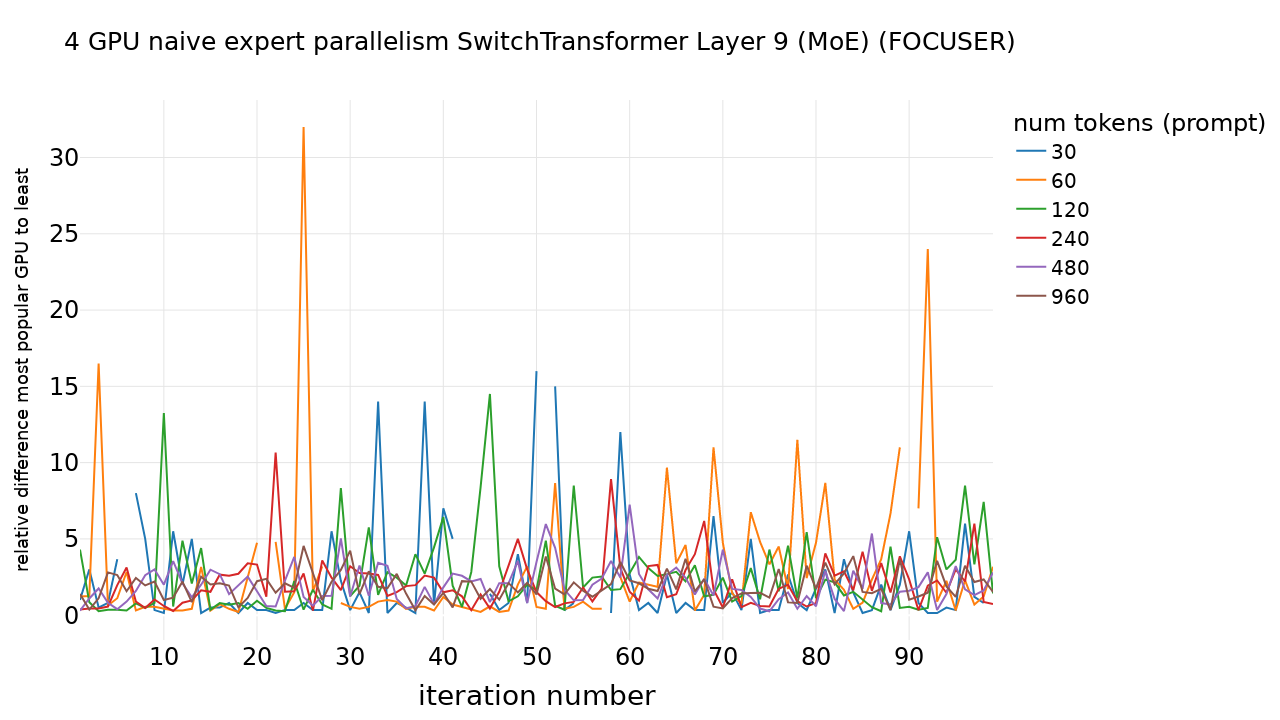 4 GPU naive expert parallelism SwitchTransformer Layer 9 (MoE) (FOCUSER)
num tokens (prompt)
30
60
120
240
480
960
relative difference most popular GPU to least
30
25
20
15
10
5
0
10 20 30 40 50 60 70 80 90
iteration number